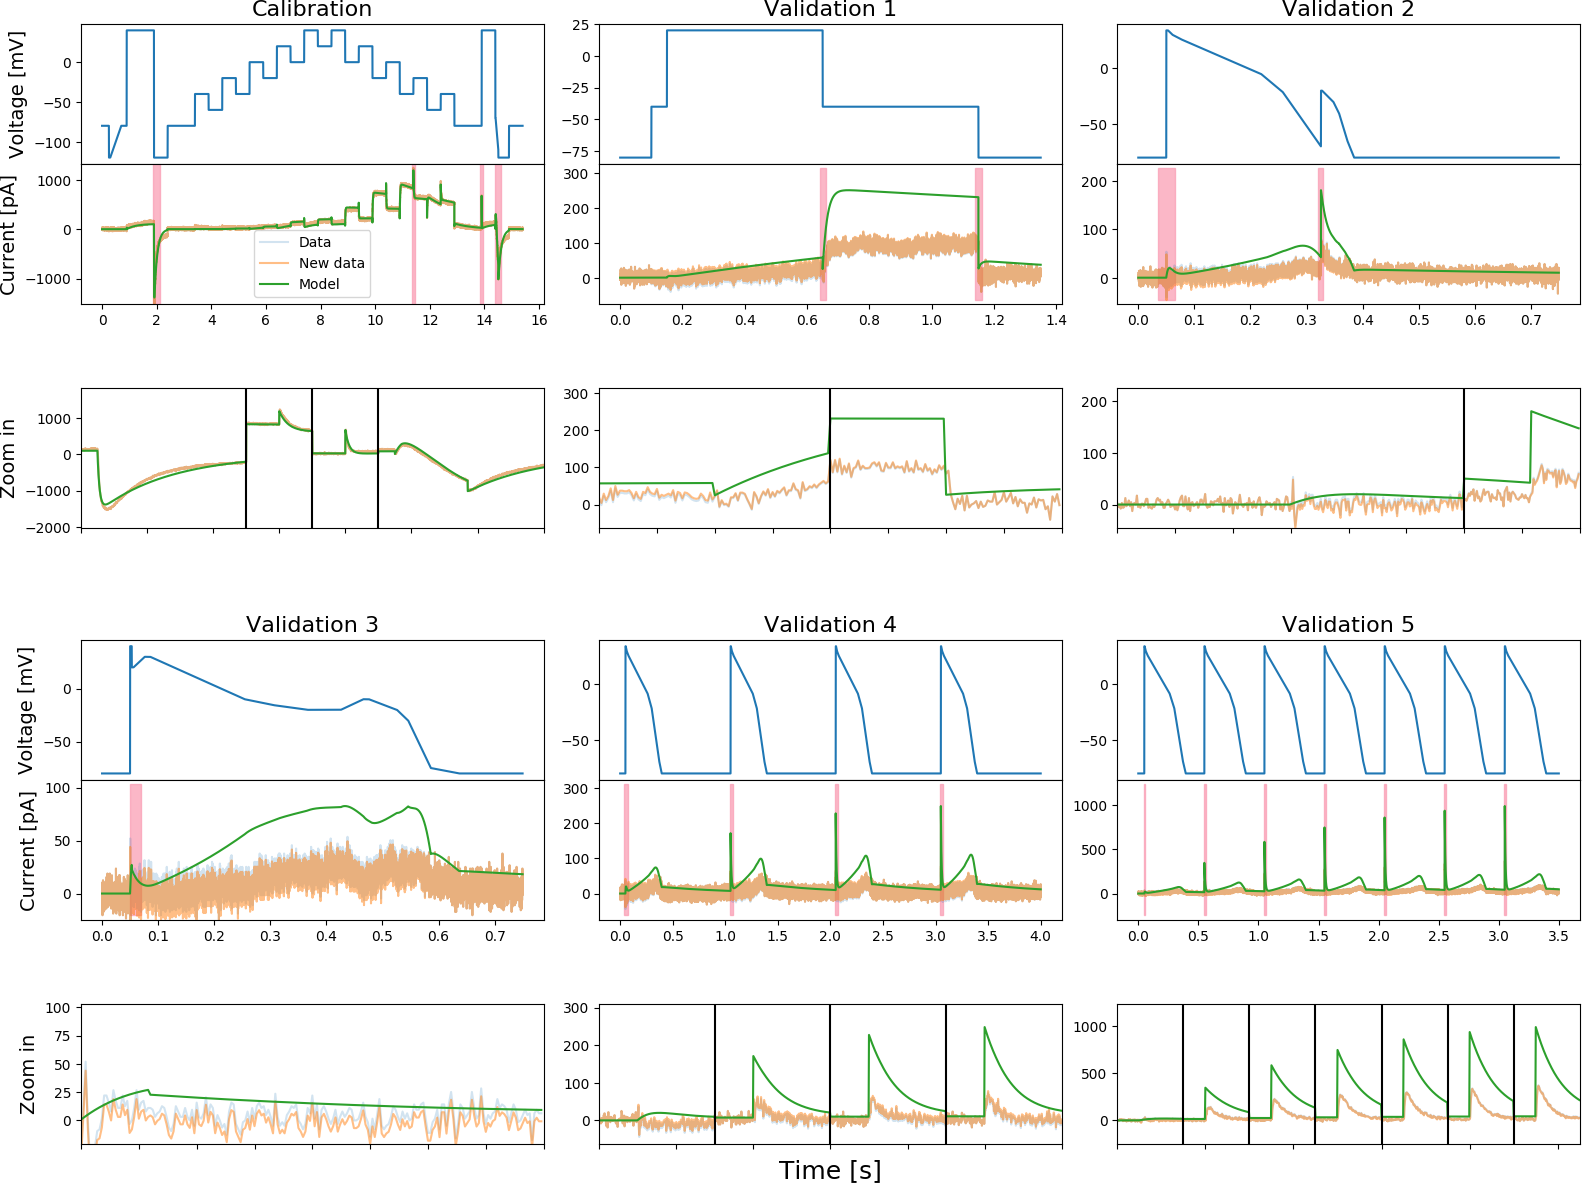 Calibration
Validation 1
Validation 2
Voltage [mV]
0
−50
−100
25
0
−25
−50
−75
0
−50
Current [pA]
1000
0
−1000
Data
New data
Model
300
200
100
0
200
100
0
0 2 4 6 8 10 12 14 16
0.0 0.2 0.4 0.6 0.8 1.0 1.2 1.4
0.0 0.1 0.2 0.3 0.4 0.5 0.6 0.7
Zoom in
1000
0
−1000
−2000
300
200
100
0
200
100
0
Validation 3
Validation 4
Validation 5
Voltage [mV]
0
−50
0
−50
0
−50
Current [pA]
100
50
0
300
200
100
0
1000
500
0
0.0 0.1 0.2 0.3 0.4 0.5 0.6 0.7
0.0 0.5 1.0 1.5 2.0 2.5 3.0 3.5 4.0
0.0 0.5 1.0 1.5 2.0 2.5 3.0 3.5
Zoom in
100
75
50
25
0
300
200
100
0
1000
500
0
Time [s]